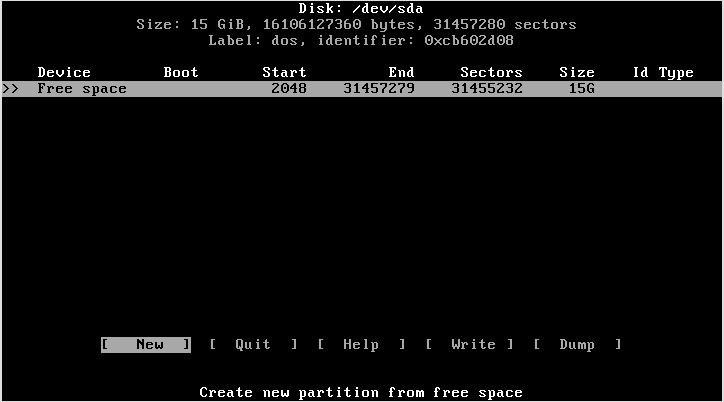 Disk: /dev/sda
Size: 15 GiB, 16106127360 bytes, 31457280 sectors
Label: dos, identifier: 0xcb602d08
Device Boot Start End Sectors Size Id Type
>> Free space 2048 31457279 31455232 15G
[ New ] [ Quit ] [ Help ] [ Write ] [ Dump ]
Create new partition from free space